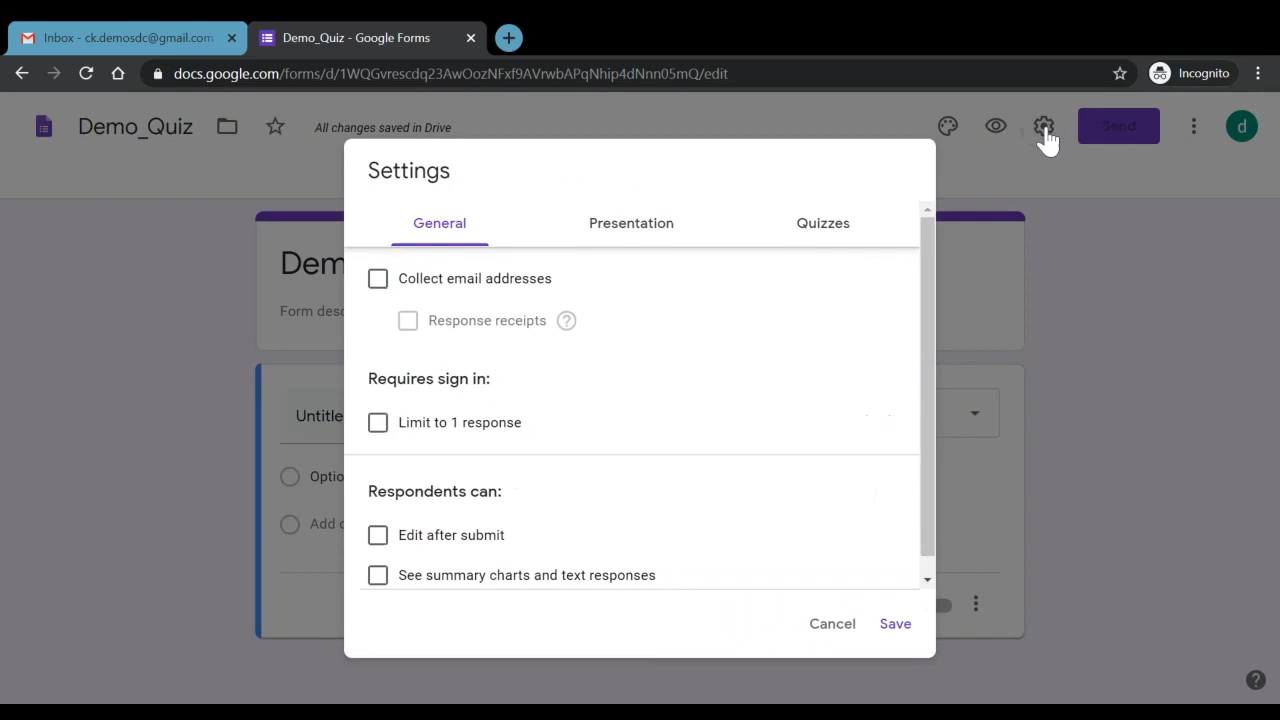 Inbox - ck.demosdc@gmail.com
Demo_Quiz - Google Forms
docs.google.com/forms/d/1WQGvrescdq23AwOozNFxf9AVrwbAPqNhip4dNnn05mQ/edit
Incognito
Demo_Quiz
All changes saved in Drive
Send
d
Settings
General
Presentation
Quizzes
Dem
Form desc
Collect email addresses
Response receipts
Requires sign in:
Untitle
Limit to 1 response
Optio
Respondents can:
Add o
Edit after submit
See summary charts and text responses
Cancel
Save